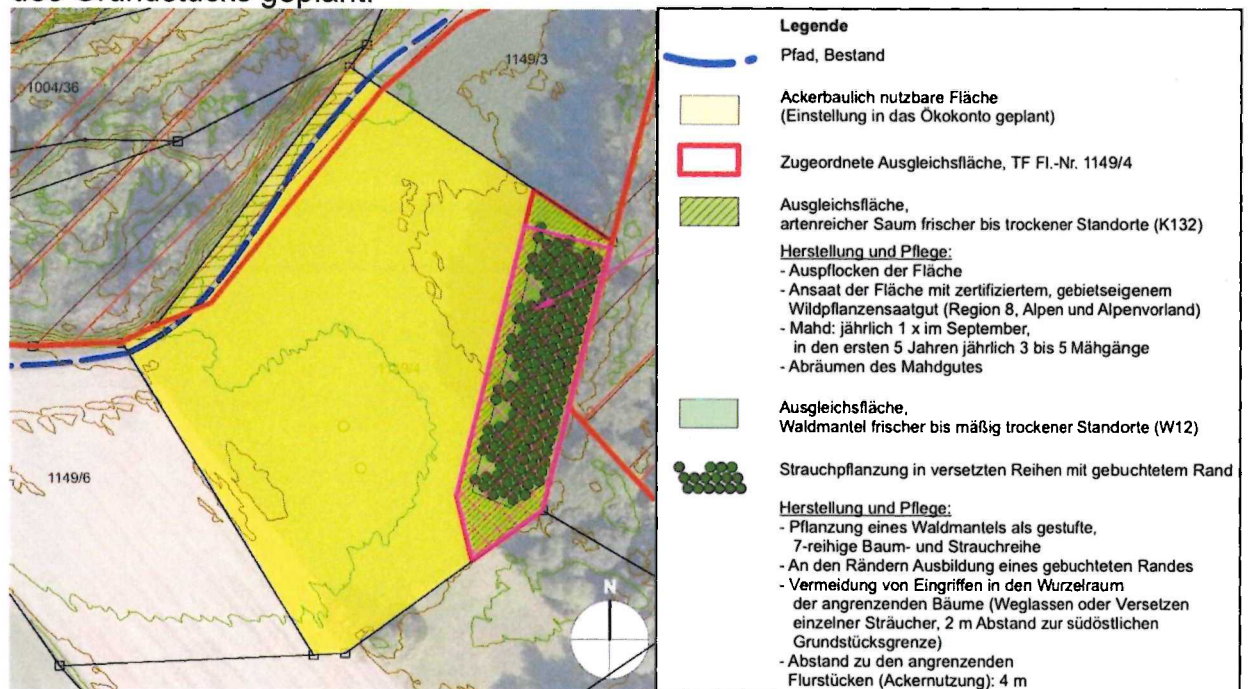 des Grundstücks geplant.
1004/36
1149/3
1149/6
N
Legende
Pfad, Bestand
Ackerbaulich nutzbare Fläche
(Einstellung in das Ökokonto geplant)
Zugeordnete Ausgleichsfläche, TF Fl.-Nr. 1149/4
Ausgleichsfläche,
artenreicher Saum frischer bis trockener Standorte (K132)
Herstellung und Pflege:
- Auspflocken der Fläche
- Ansaat der Fläche mit zertifiziertem, gebietseigenem
Wildpflanzensaatgut (Region 8, Alpen und Alpenvorland)
- Mahd: jährlich 1 x im September,
in den ersten 5 Jahren jährlich 3 bis 5 Mähgänge
- Abräumen des Mahdgutes
Ausgleichsfläche,
Waldmantel frischer bis mäßig trockener Standorte (W12)
Strauchpflanzung in versetzten Reihen mit gebuchtetem Rand
Herstellung und Pflege:
- Pflanzung eines Waldmantels als gestufte,
7-reihige Baum- und Strauchreihe
- An den Rändern Ausbildung eines gebuchteten Randes
- Vermeidung von Eingriffen in den Wurzelraum
der angrenzenden Bäume (Weglassen oder Versetzen
einzelner Sträucher, 2 m Abstand zur südöstlichen
Grundstücksgrenze)
- Abstand zu den angrenzenden
Flurstücken (Ackernutzung): 4 m